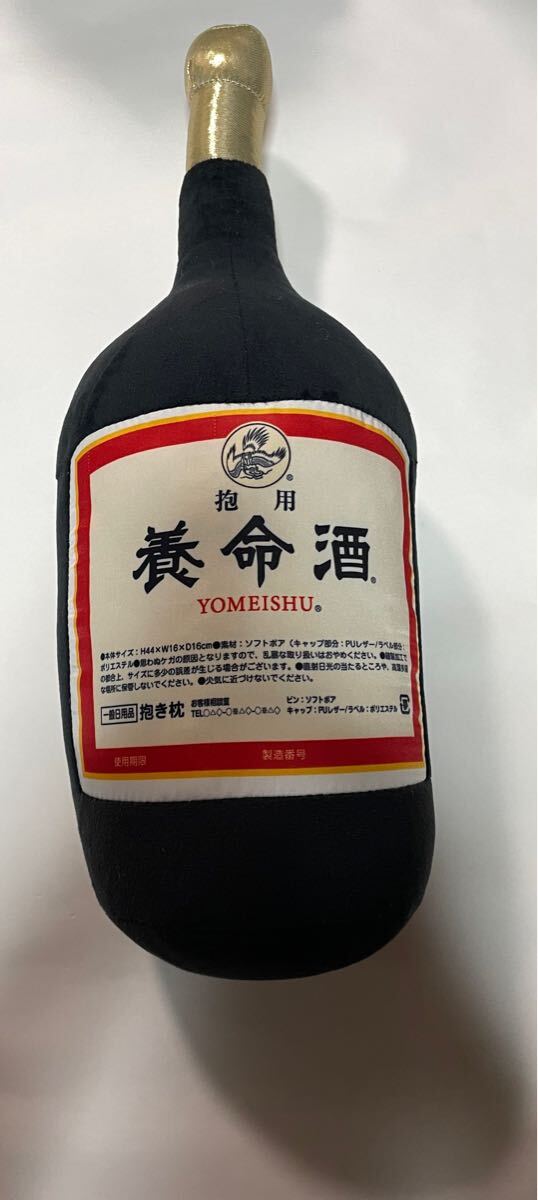 ®
抱用
養命酒®
YOMEISHU®
●本体サイズ:H44×W16×D16cm●素材:ソフトボア(キャップ部分:PUレザー/ラベル部分:
ポリエステル●思わぬケガの原因となりますので、乱暴な取り扱いはおやめください。●縫製加工で
の都合上、サイズに多少の誤差が生じる場合がございます。●直射日光の当たるところや、高温多湿
な場所に保管しないでください。●火気に近づけないでください。
一般日用品 抱き枕 お客様相談室 ビン:ソフトボア
TEL○△◇-○※△◇-○※△◇ キャップ:PUレザー/ラベル:ポリエステル
使用期限 製造番号